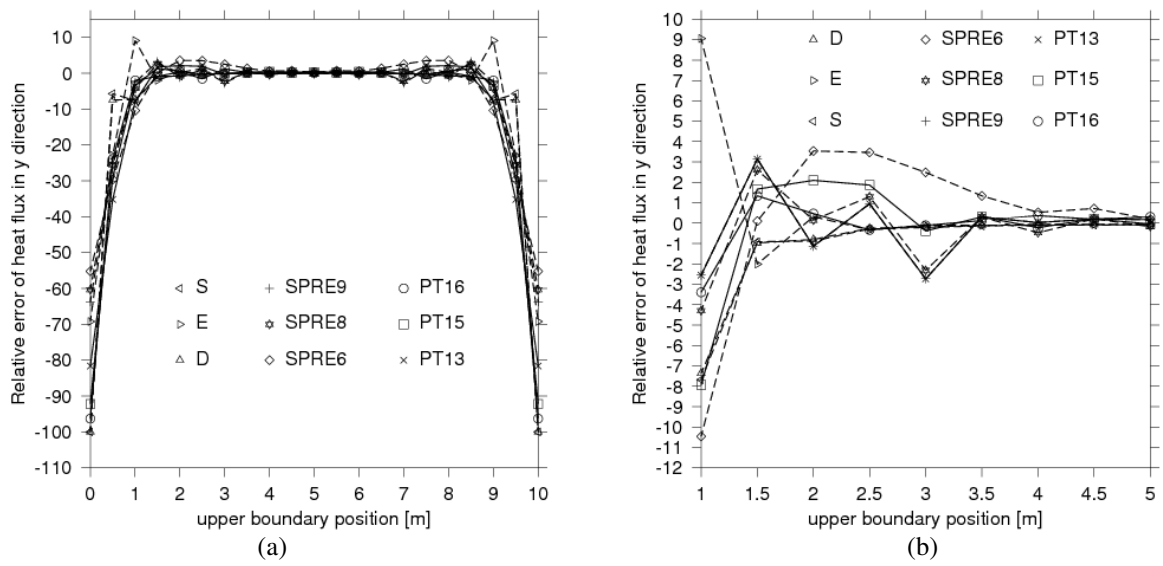 10
0
-10
-20
-30
-40
-50
-60
-70
-80
-90
-100
-110
Relative error of heat flux in y direction
S SPRE9 PT16
E SPRE8 PT15
D SPRE6 PT13
0 1 2 3 4 5 6 7 8 9 10
upper boundary position [m]
(a)
10
9
8
7
6
5
4
3
2
1
0
-1
-2
-3
-4
-5
-6
-7
-8
-9
-10
-11
-12
Relative error of heat flux in y direction
D SPRE6 PT13
E SPRE8 PT15
S SPRE9 PT16
1 1.5 2 2.5 3 3.5 4 4.5 5
upper boundary position [m]
(b)